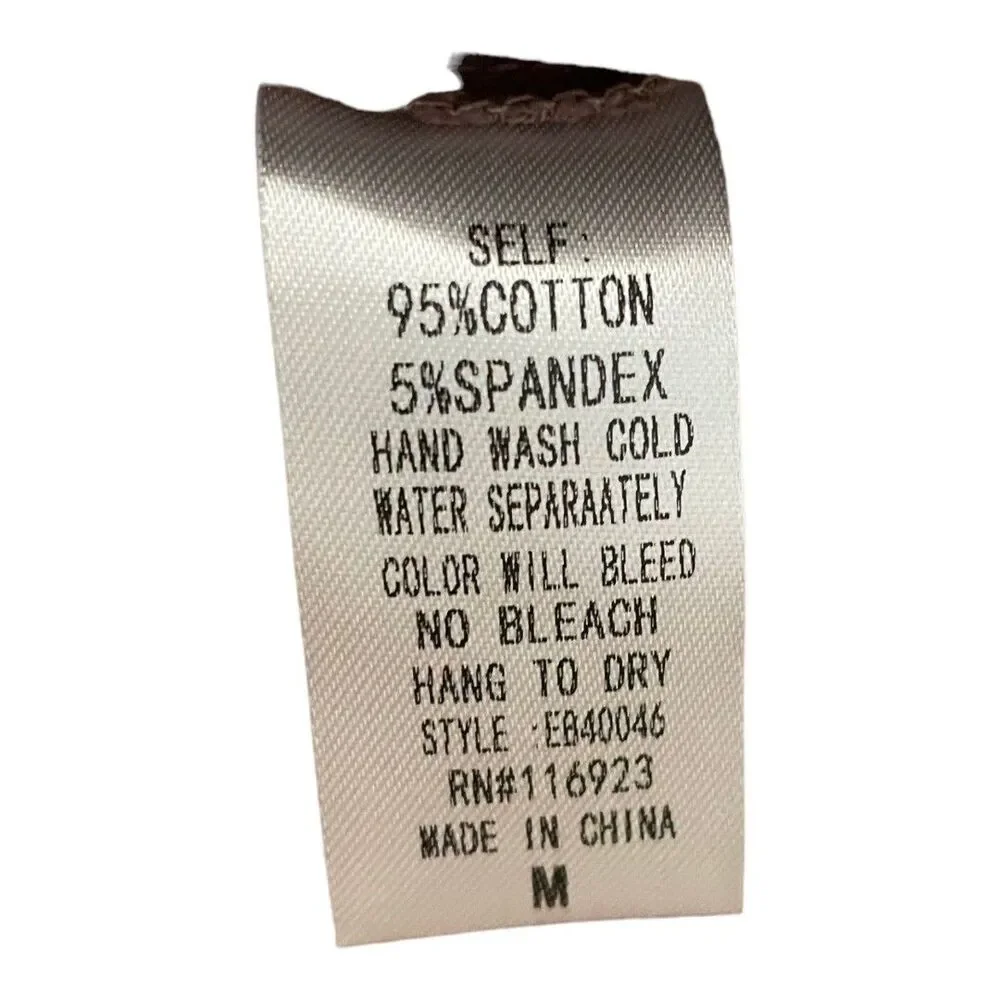 SELF:
95%COTTON
5%SPANDEX
HAND WASH COLD
WATER SEPARAATELY
COLOR WILL BLEED
NO BLEACH
HANG TO DRY
STYLE :EB40046
RN#116923
MADE IN CHINA
M